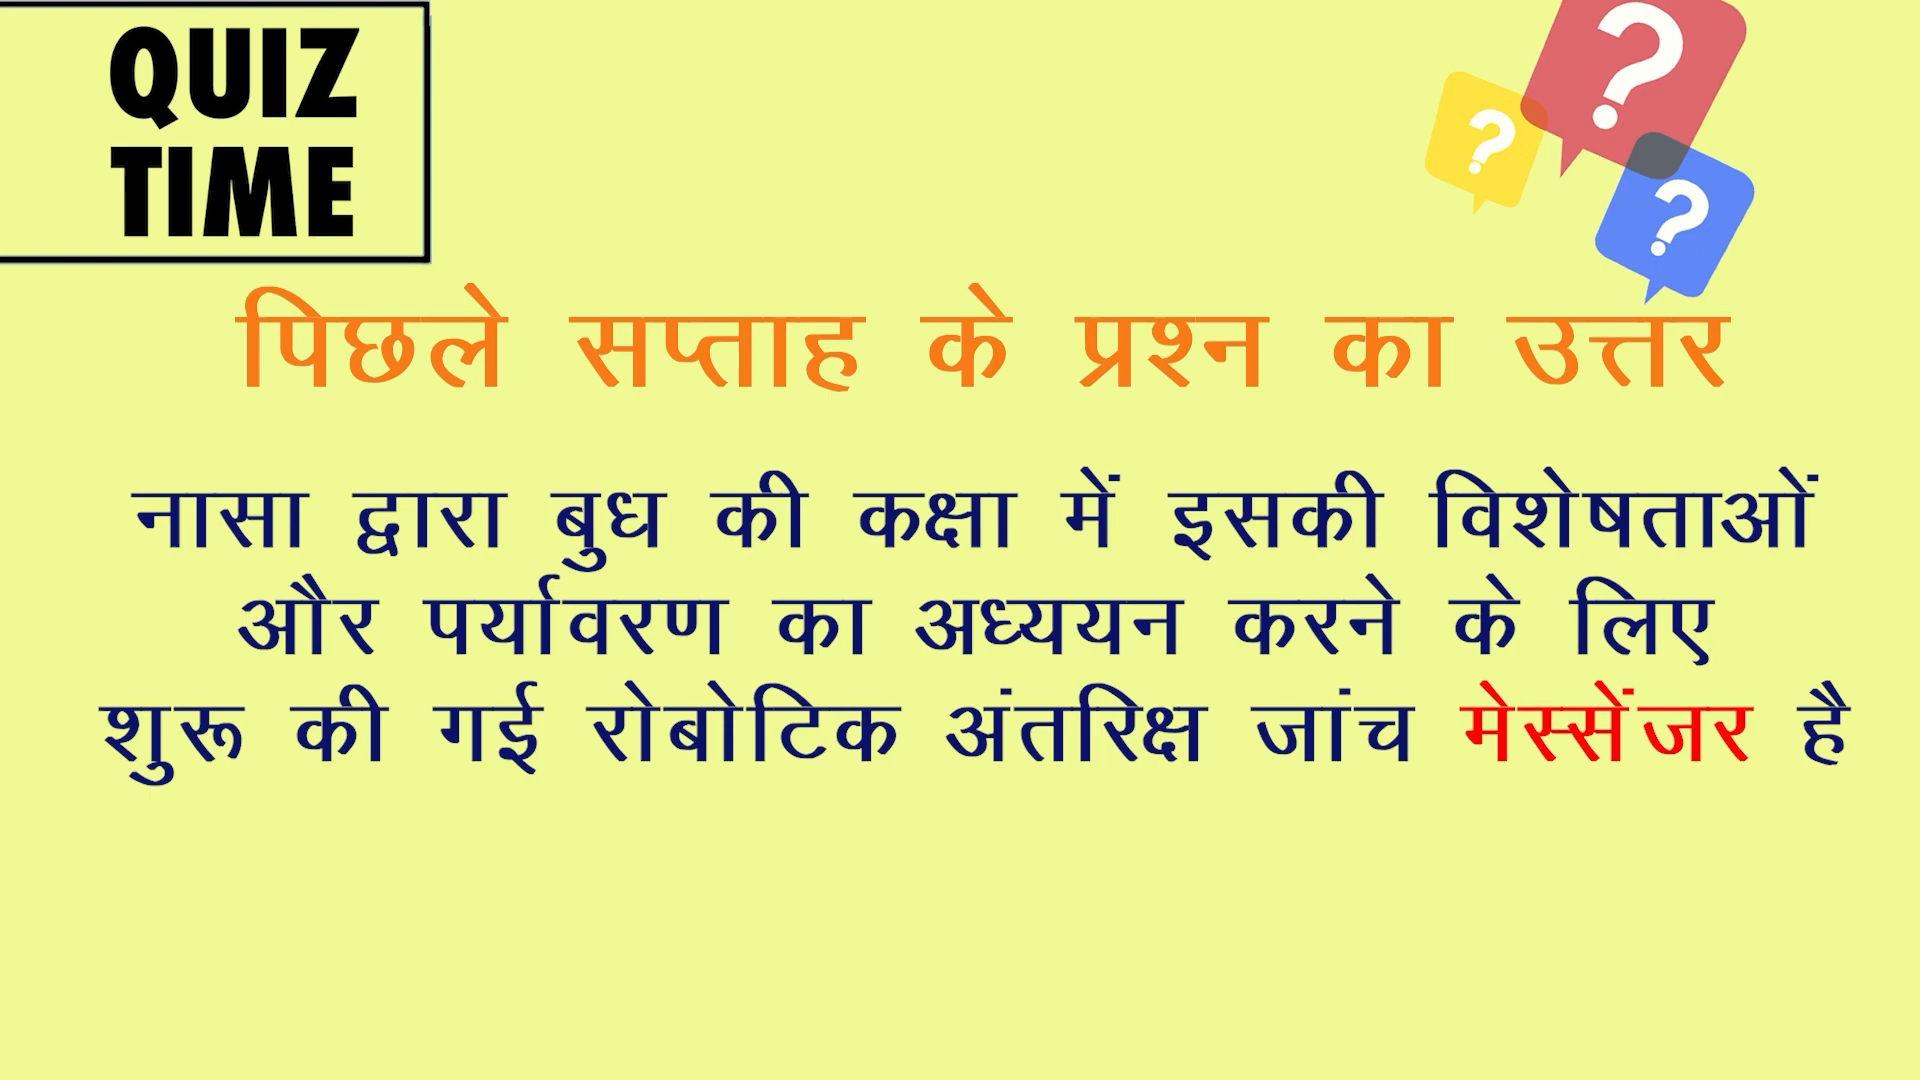 QUIZ
TIME
?
?
?
पिछले सप्ताह के प्रश्न का उत्तर
नासा द्वारा बुध की कक्षा में इसकी विशेषताओं
और पर्यावरण का अध्ययन करने के लिए
शुरू की गई रोबोटिक अंतरिक्ष जांच मेस्सेंजर है